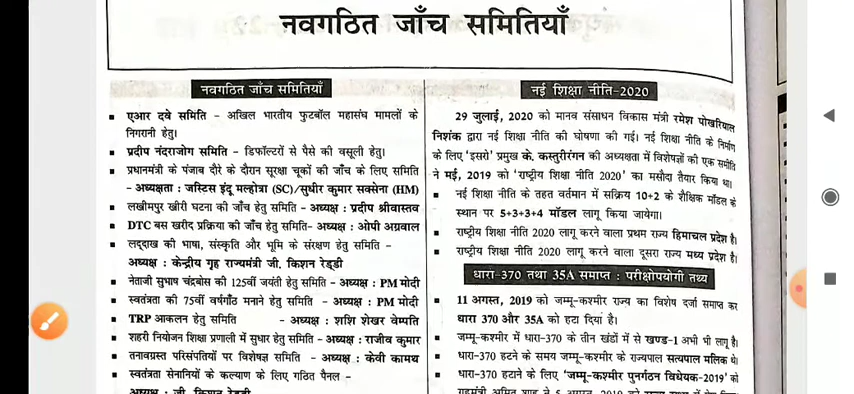 नवगठित जाँच समितियाँ
नवगठित जाँच समितियाँ
▪ एआर दवे समिति - अखिल भारतीय फुटबॉल महासंघ मामलों के
निगरानी हेतु।
▪ प्रदीप नंदराजोग समिति - डिफॉल्टरों से पैसे की वसूली हेतु।
▪ प्रधानमंत्री के पंजाब दौरे के दौरान सुरक्षा चूकों की जाँच के लिए समिति
- अध्यक्षता : जस्टिस इंदू मल्होत्रा (SC)/सुधीर कुमार सक्सेना (HM)
▪ लखीमपुर खीरी घटना की जाँच हेतु समिति - अध्यक्ष : प्रदीप श्रीवास्तव
▪ DTC बस खरीद प्रक्रिया की जाँच हेतु समिति- अध्यक्ष : ओपी अग्रवाल
▪ लद्दाख की भाषा, संस्कृति और भूमि के संरक्षण हेतु समिति -
अध्यक्ष : केन्द्रीय गृह राज्यमंत्री जी. किशन रेड्डी
▪ नेताजी सुभाष चंद्रबोस की 125वीं जयंती हेतु समिति - अध्यक्ष : PM मोदी
▪ स्वतंत्रता की 75वीं वर्षगाँठ मनाने हेतु समिति - अध्यक्ष : PM मोदी
▪ TRP आकलन हेतु समिति - अध्यक्ष : शशि शेखर वेम्पति
▪ शहरी नियोजन शिक्षा प्रणाली में सुधार हेतु समिति - अध्यक्ष : राजीव कुमार
▪ तनावग्रस्त परिसंपतियों पर विशेषज्ञ समिति - अध्यक्ष : केवी कामथ
▪ स्वतंत्रता सेनानियों के कल्याण के लिए गठित पैनल -
अध्यक्ष : जी. किशन रेड्डी
नई शिक्षा नीति-2020
29 जुलाई, 2020 को मानव संसाधन विकास मंत्री रमेश पोखरियाल
निशंक द्वारा नई शिक्षा नीति की घोषणा की गई। नई शिक्षा नीति के निर्माण
के लिए 'इसरो' प्रमुख के. कस्तुरीरंगन की अध्यक्षता में विशेषज्ञों की एक समिति
ने मई, 2019 को 'राष्ट्रीय शिक्षा नीति 2020' का मसौदा तैयार किया था।
▪ नई शिक्षा नीति के तहत वर्तमान में सक्रिय 10+2 के शैक्षिक मॉडल के
स्थान पर 5+3+3+4 मॉडल लागू किया जायेगा।
▪ राष्ट्रीय शिक्षा नीति 2020 लागू करने वाला प्रथम राज्य हिमाचल प्रदेश है।
▪ राष्ट्रीय शिक्षा नीति 2020 लागू करने वाला दूसरा राज्य मध्य प्रदेश है।
धारा-370 तथा 35A समाप्त : परीक्षोपयोगी तथ्य
▪ 11 अगस्त, 2019 को जम्मू-कश्मीर राज्य का विशेष दर्जा समाप्त कर
धारा 370 और 35A को हटा दिया है।
▪ जम्मू-कश्मीर में धारा-370 के तीन खंडों में से खण्ड-1 अभी भी लागू है।
▪ धारा-370 हटने के समय जम्मू-कश्मीर के राज्यपाल सत्यपाल मलिक थे।
▪ धारा-370 हटाने के लिए 'जम्मू-कश्मीर पुनर्गठन विधेयक-2019' को
गृहमंत्री अमित शाह ने 5 अगस्त, 2019